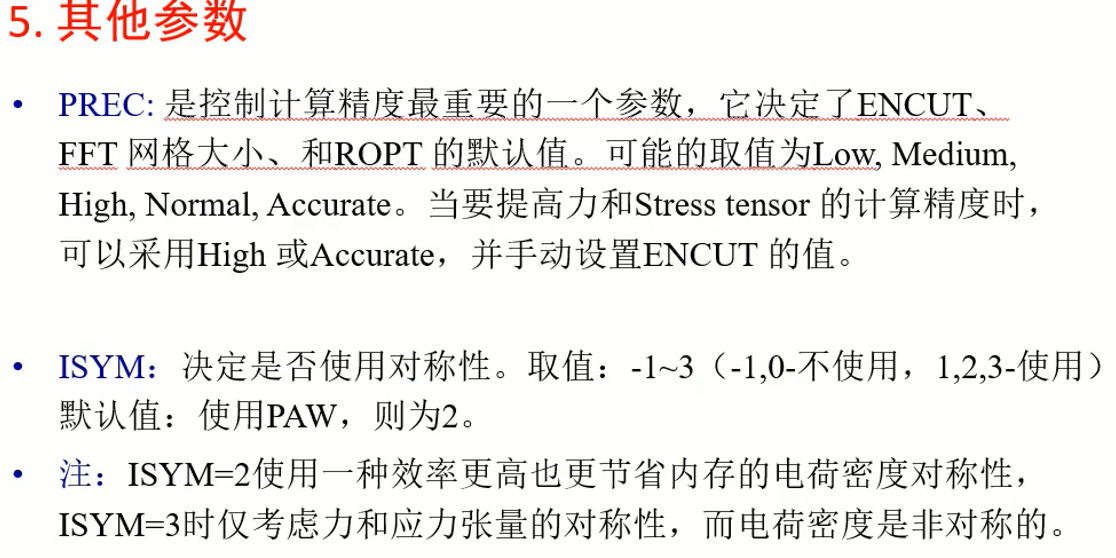 5. 其他参数
• PREC: 是控制计算精度最重要的一个参数，它决定了ENCUT、
FFT 网格大小、和ROPT 的默认值。可能的取值为Low, Medium,
High, Normal, Accurate。当要提高力和Stress tensor 的计算精度时，
可以采用High 或Accurate，并手动设置ENCUT 的值。
• ISYM：决定是否使用对称性。取值：-1~3（-1,0-不使用，1,2,3-使用）
默认值：使用PAW，则为2。
• 注：ISYM=2使用一种效率更高也更节省内存的电荷密度对称性，
ISYM=3时仅考虑力和应力张量的对称性，而电荷密度是非对称的。